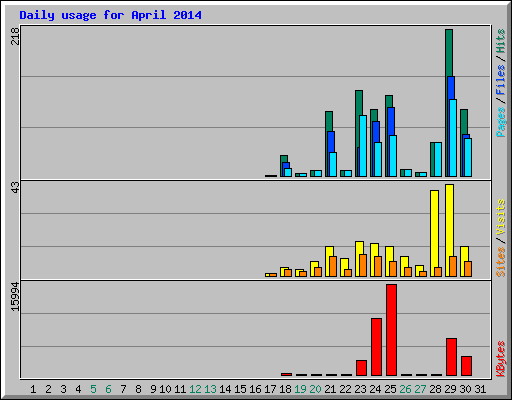 Daily usage for April 2014
218
Pages / Files / Hits
43
Sites / Visits
15994
KBytes
1 2 3 4 5 6 7 8 9 10 11 12 13 14 15 16 17 18 19 20 21 22 23 24 25 26 27 28 29 30 31